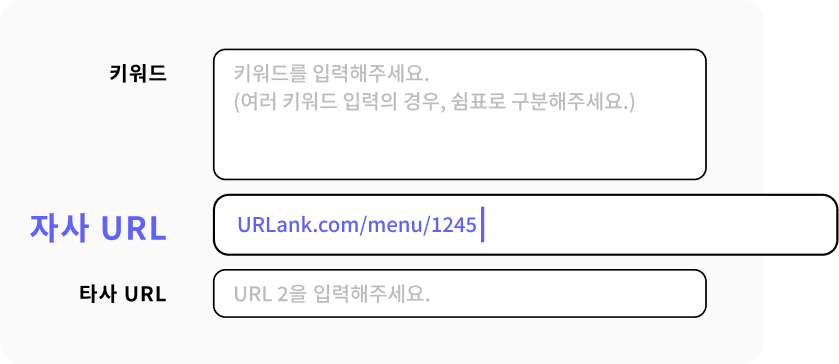 키워드
키워드를 입력해주세요.
(여러 키워드 입력의 경우, 쉼표로 구분해주세요.)
자사 URL
URLank.com/menu/1245
타사 URL
URL 2을 입력해주세요.